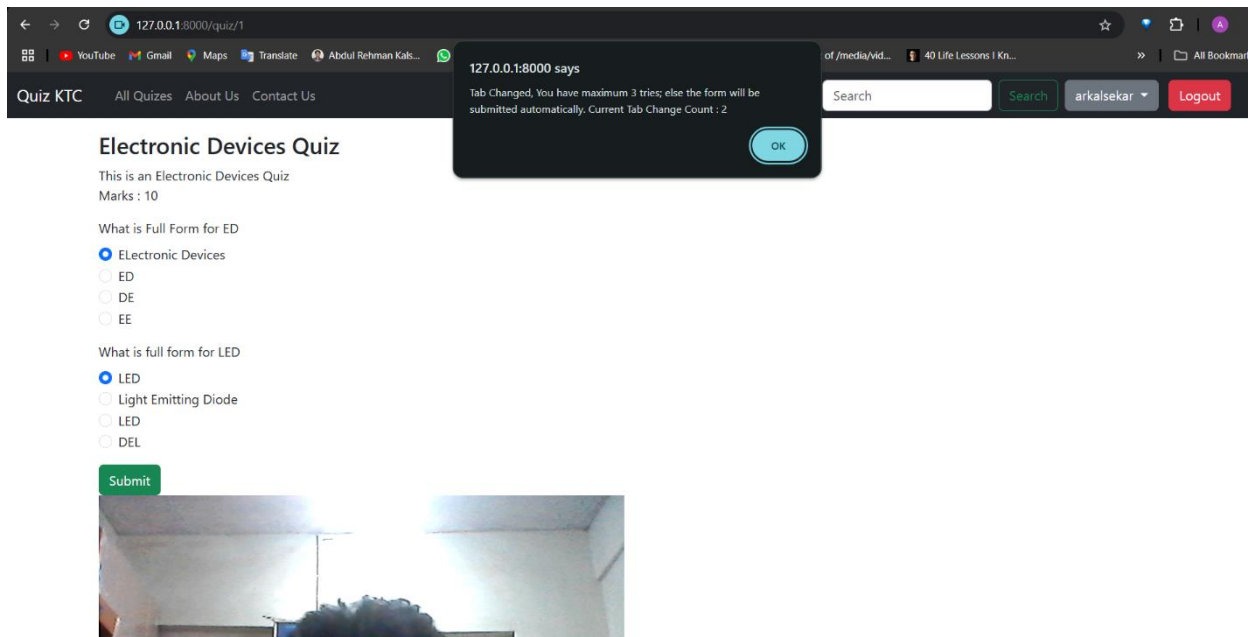 127.0.0.1:8000/quiz/1
A
YouTube Gmail Maps Translate Abdul Rehman Kals... of /media/vid... 40 Life Lessons I Kn... » All Bookmar
127.0.0.1:8000 says
Tab Changed, You have maximum 3 tries; else the form will be
submitted automatically. Current Tab Change Count : 2
OK
Quiz KTC All Quizes About Us Contact Us Search Search arkalsekar Logout
Electronic Devices Quiz
This is an Electronic Devices Quiz
Marks : 10
What is Full Form for ED
ELectronic Devices
ED
DE
EE
What is full form for LED
LED
Light Emitting Diode
LED
DEL
Submit